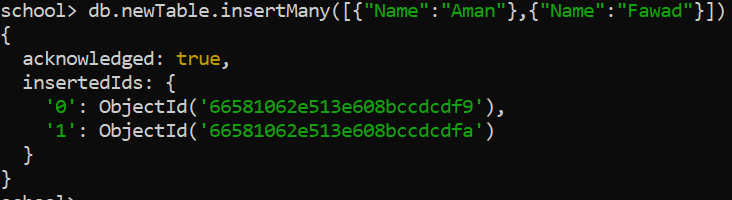 school> db.newTable.insertMany([{"Name":"Aman"},{"Name":"Fawad"}])
{
  acknowledged: true,
  insertedIds: {
    '0': ObjectId('66581062e513e608bccdcdf9'),
    '1': ObjectId('66581062e513e608bccdcdfa')
  }
}
school>